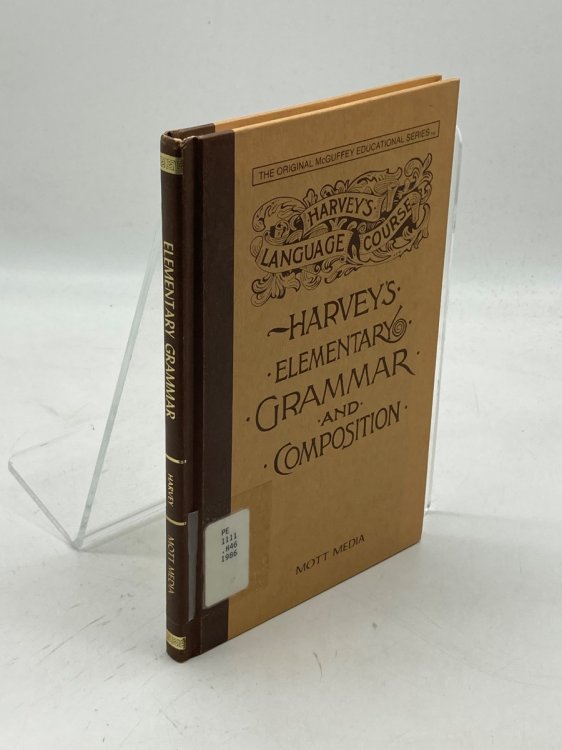 THE ORIGINAL McGUFFEY EDUCATIONAL SERIES™
HARVEY'S
LANGUAGE COURSE
HARVEY'S
ELEMENTARY
GRAMMAR
AND
COMPOSITION
MOTT MEDIA
ELEMENTARY GRAMMAR
HARVEY
MOTT MEDIA
PE
1111
.H46
1986